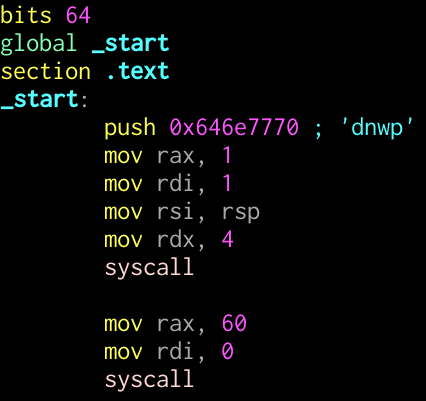 bits 64
global _start
section .text
_start:
push 0x646e7770 ; 'dnwp'
mov rax, 1
mov rdi, 1
mov rsi, rsp
mov rdx, 4
syscall
mov rax, 60
mov rdi, 0
syscall